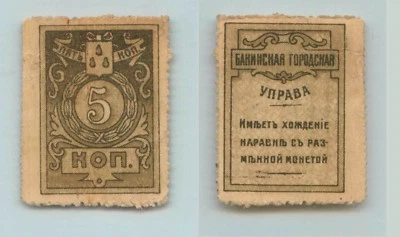 ПЯТЬ КОП.
5
КОП.
БАКИНСКАЯ ГОРОДСКАЯ
УПРАВА
ИМѢЕТЪ ХОЖДЕНІЕ
НАРАВНѢ СЪ РАЗ-
МѢННОЙ МОНЕТОЙ